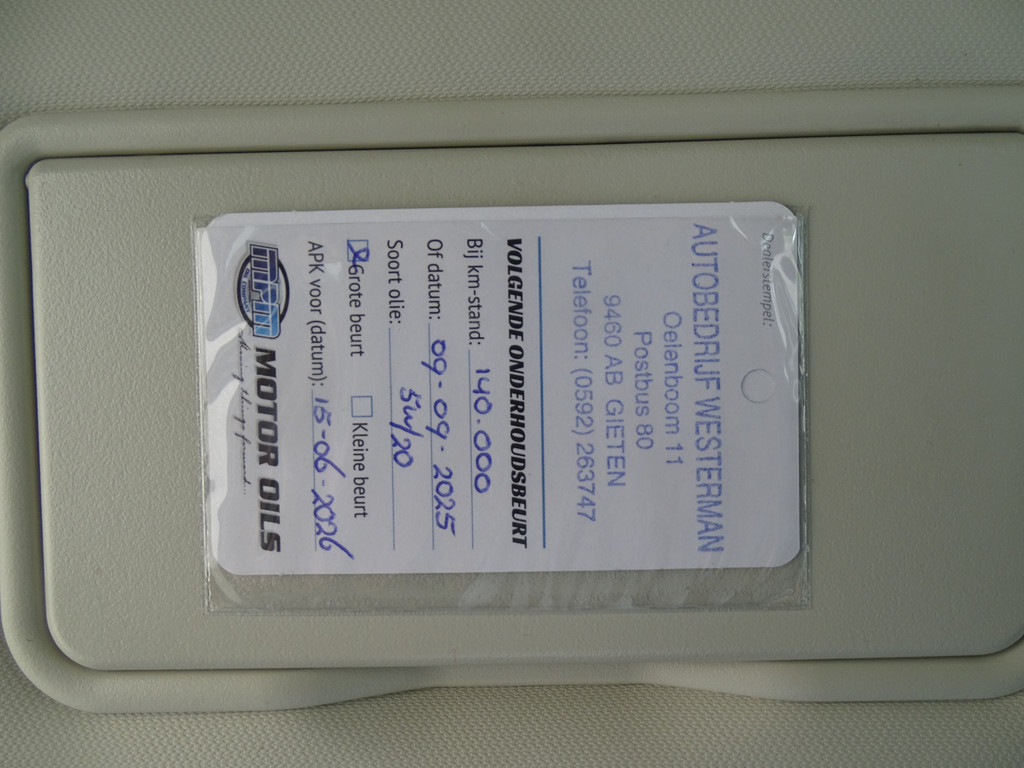 Dealerstempel:
AUTOBEDRIJF WESTERMAN
Oelenboom 11
Postbus 80
9460 AB GIETEN
Telefoon: (0592) 263747
VOLGENDE ONDERHOUDSBEURT
Bij km-stand: 140.000
Of datum: 09-09-2025
Soort olie: 5w/20
Grote beurt Kleine beurt
APK voor (datum): 15-06-2026
MPM MOTOR OILS